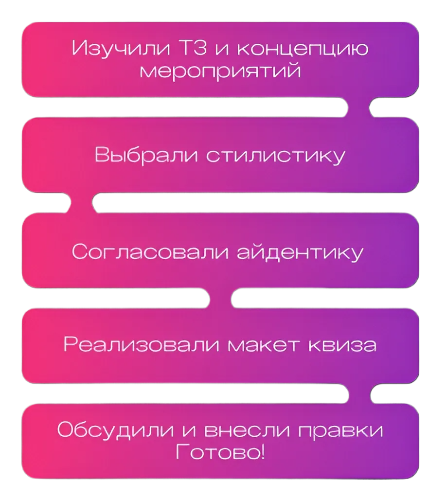 Изучили ТЗ и концепцию
мероприятий
Выбрали стилистику
Согласовали айдентику
Реализовали макет квиза
Обсудили и внесли правки
Готово!